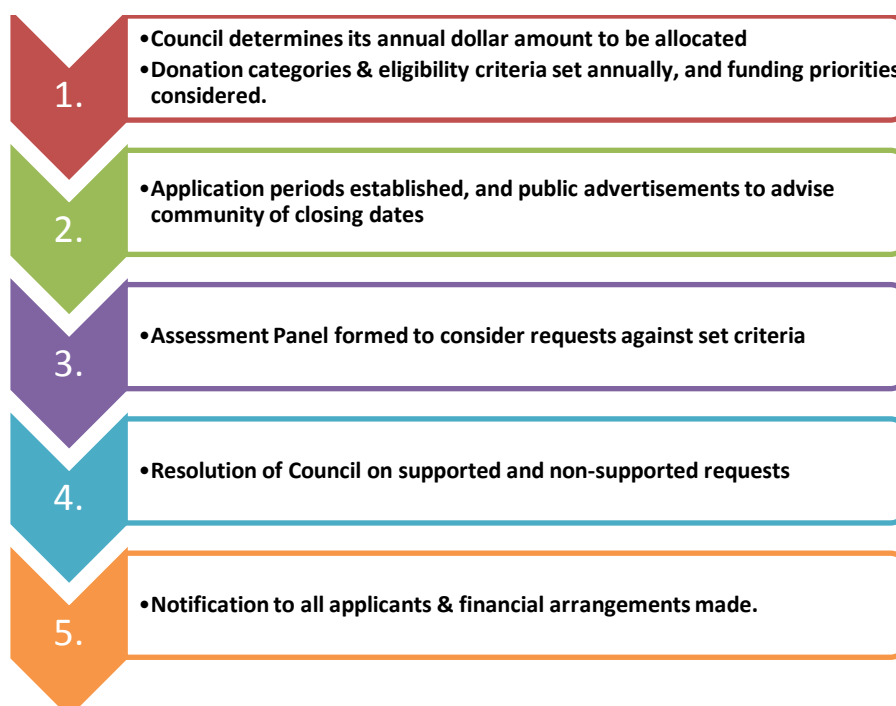 1.
•Council determines its annual dollar amount to be allocated
•Donation categories & eligibility criteria set annually, and funding priorities
considered.
2.
•Application periods established, and public advertisements to advise
community of closing dates
3.
•Assessment Panel formed to consider requests against set criteria
4.
•Resolution of Council on supported and non-supported requests
5.
•Notification to all applicants & financial arrangements made.